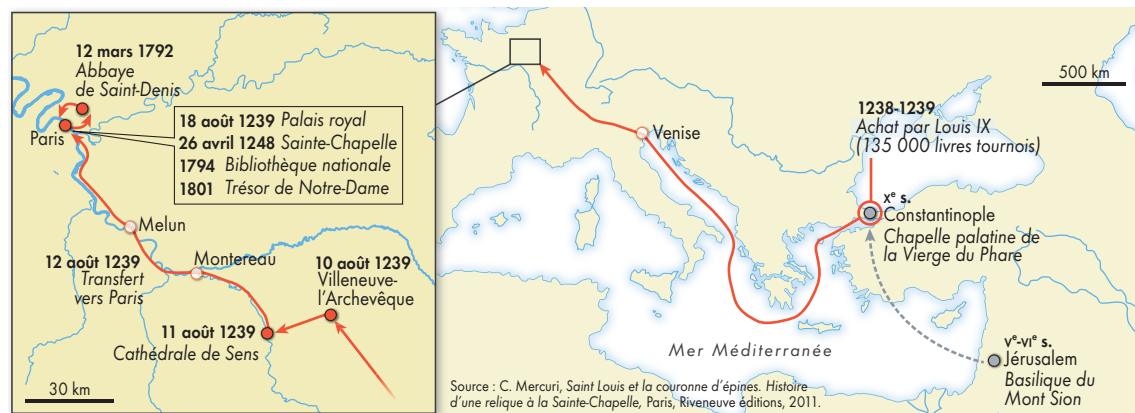 12 mars 1792
Abbaye
de Saint-Denis
Paris
18 août 1239 Palais royal
26 avril 1248 Sainte-Chapelle
1794 Bibliothèque nationale
1801 Trésor de Notre-Dame
Melun
12 août 1239
Transfert
vers Paris
Montereau
10 août 1239
Villeneuve-
l'Archevêque
11 août 1239
Cathédrale de Sens
30 km
500 km
Venise
1238-1239
Achat par Louis IX
(135 000 livres tournois)
Xe s.
Constantinople
Chapelle palatine de
la Vierge du Phare
Mer Méditerranée
Ve-VIe s.
Jérusalem
Basilique du
Mont Sion
Source : C. Mercuri, Saint Louis et la couronne d'épines. Histoire
d'une relique à la Sainte-Chapelle, Paris, Riveneuve éditions, 2011.